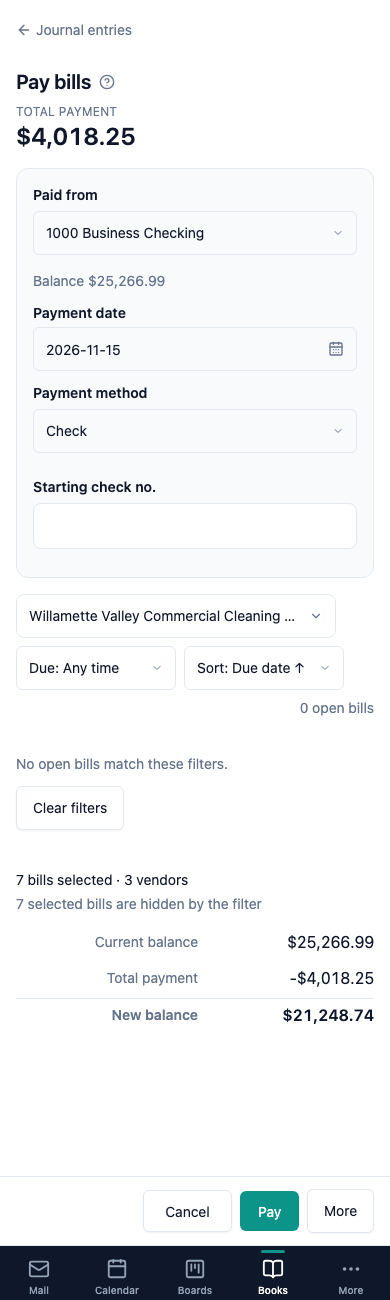 Journal entries
Pay bills
TOTAL PAYMENT
$4,018.25
Paid from
1000 Business Checking
Balance $25,266.99
Payment date
2026-11-15
Payment method
Check
Starting check no.
Willamette Valley Commercial Cleaning ...
Due: Any time
Sort: Due date ↑
0 open bills
No open bills match these filters.
Clear filters
7 bills selected · 3 vendors
7 selected bills are hidden by the filter
Current balance $25,266.99
Total payment -$4,018.25
New balance $21,248.74
Cancel Pay More
Mail Calendar Boards Books More